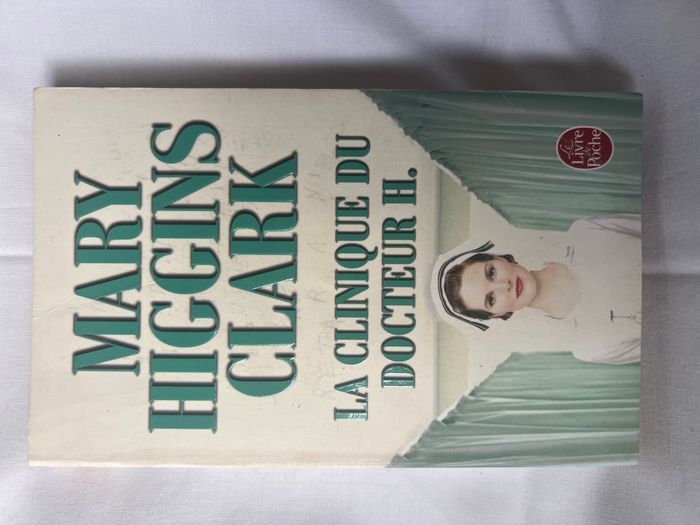 MARY
HIGGINS
CLARK
LA CLINIQUE DU
DOCTEUR H.
Le
Livre
de
Poche